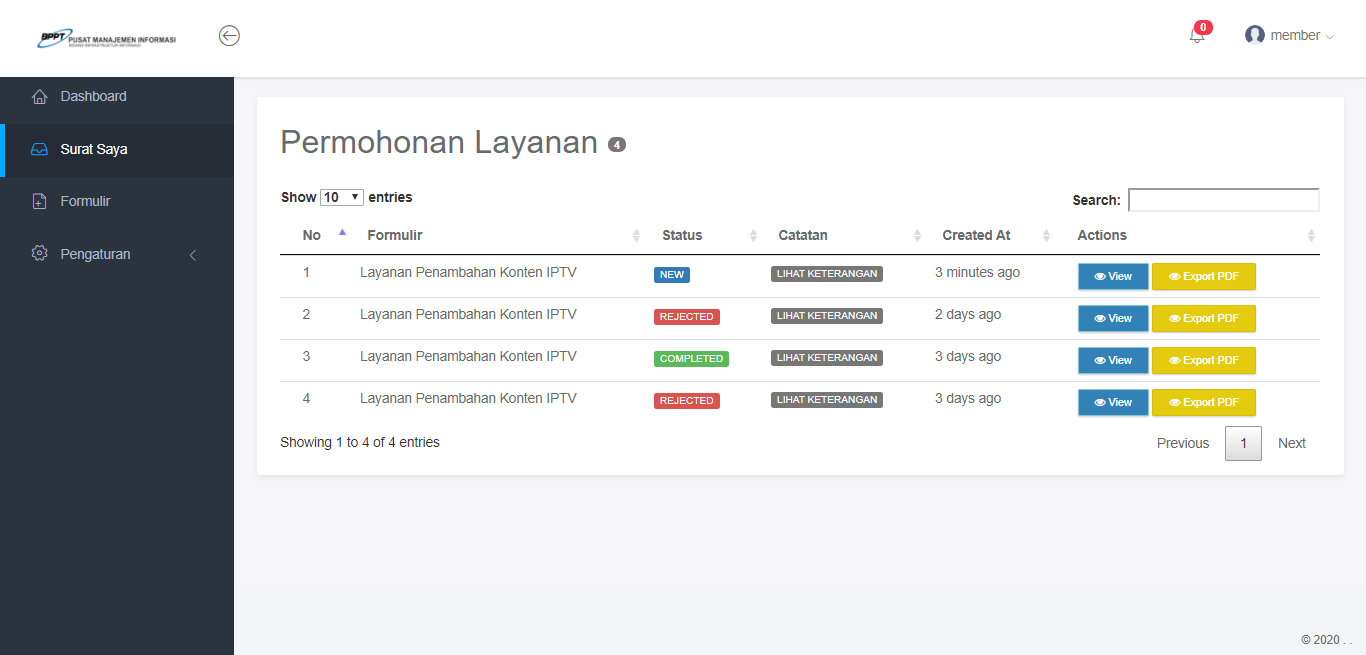 BPPT PUSAT MANAJEMEN INFORMASI
BIDANG INFRASTRUKTUR INFORMASI
0
member
Dashboard
Surat Saya
Formulir
Pengaturan
Permohonan Layanan 4
Show 10 entries
Search:
No Formulir Status Catatan Created At Actions
1 Layanan Penambahan Konten IPTV NEW LIHAT KETERANGAN 3 minutes ago View Export PDF
2 Layanan Penambahan Konten IPTV REJECTED LIHAT KETERANGAN 2 days ago View Export PDF
3 Layanan Penambahan Konten IPTV COMPLETED LIHAT KETERANGAN 3 days ago View Export PDF
4 Layanan Penambahan Konten IPTV REJECTED LIHAT KETERANGAN 3 days ago View Export PDF
Showing 1 to 4 of 4 entries
Previous 1 Next
© 2020 . .